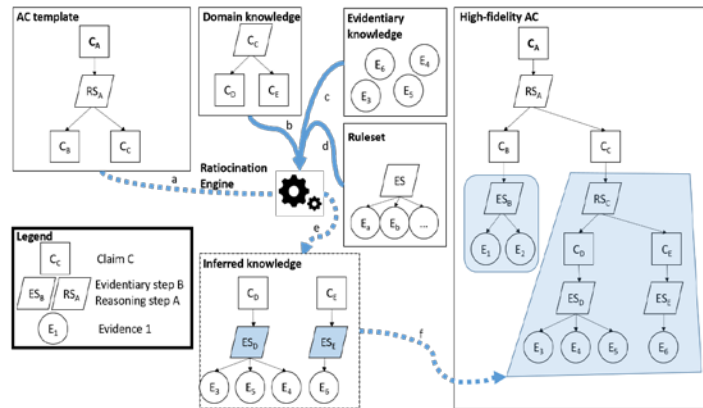 AC template
C_A
RS_A
C_B
C_C
a
Domain knowledge
C_C
C_D
C_E
b
Evidentiary knowledge
E_6
E_4
E_3
E_5
c
d
Ruleset
ES
E_a
E_b
...
Ratiocination
Engine
e
Legend
C_C
Claim C
ES_B
RS_A
Evidentiary step B
Reasoning step A
E_1
Evidence 1
Inferred knowledge
C_D
C_E
ES_D
ES_E
E_3
E_5
E_4
E_6
f
High-fidelity AC
C_A
RS_A
C_B
C_C
ES_B
RS_C
E_1
E_2
C_D
C_E
ES_D
ES_E
E_3
E_4
E_5
E_6